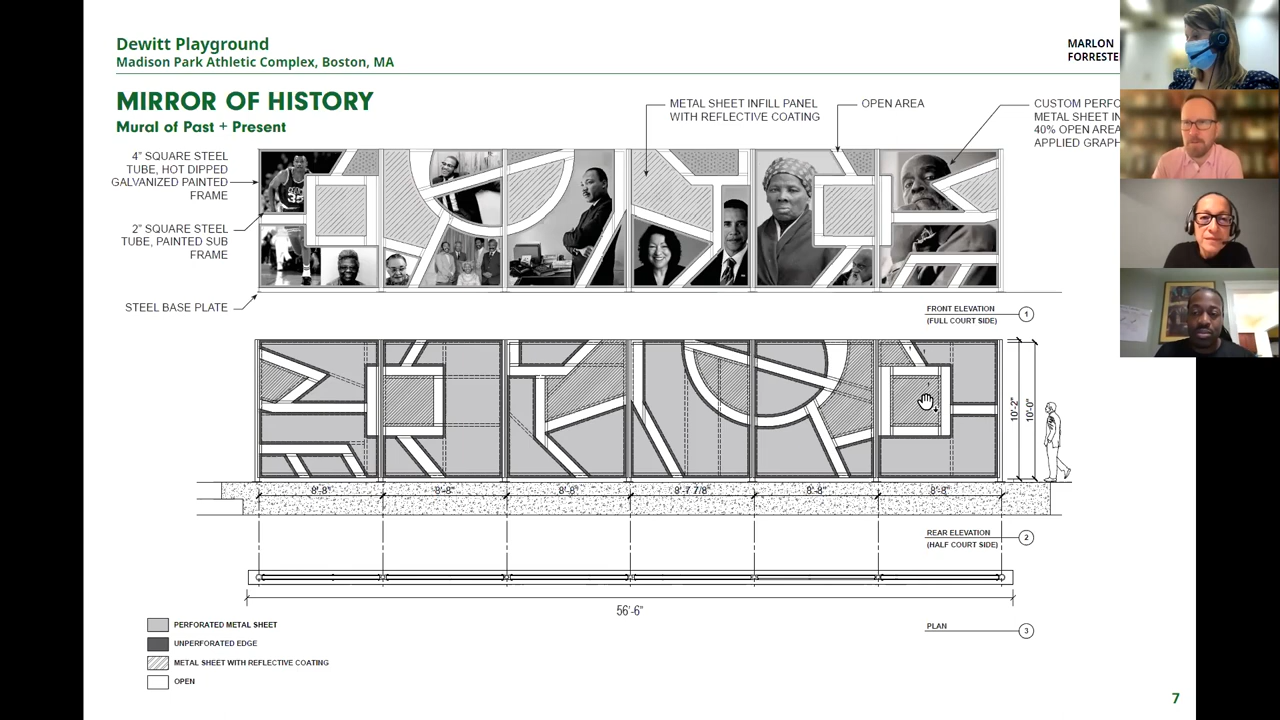 Dewitt Playground
Madison Park Athletic Complex, Boston, MA
MARLON
FORRESTE
MIRROR OF HISTORY
Mural of Past + Present
METAL SHEET INFILL PANEL
WITH REFLECTIVE COATING
OPEN AREA
CUSTOM PERFO
METAL SHEET IN
40% OPEN AREA
APPLIED GRAPH
4" SQUARE STEEL
TUBE, HOT DIPPED
GALVANIZED PAINTED
FRAME
2" SQUARE STEEL
TUBE, PAINTED SUB
FRAME
STEEL BASE PLATE
35
FRONT ELEVATION
(FULL COURT SIDE)
1
10'-2"
10'-0"
8'-8"
8'-8"
8'-8"
8'-7 7/8"
8'-8"
8'-8"
REAR ELEVATION
(HALF COURT SIDE)
2
56'-6"
PLAN
3
PERFORATED METAL SHEET
UNPERFORATED EDGE
METAL SHEET WITH REFLECTIVE COATING
OPEN
7